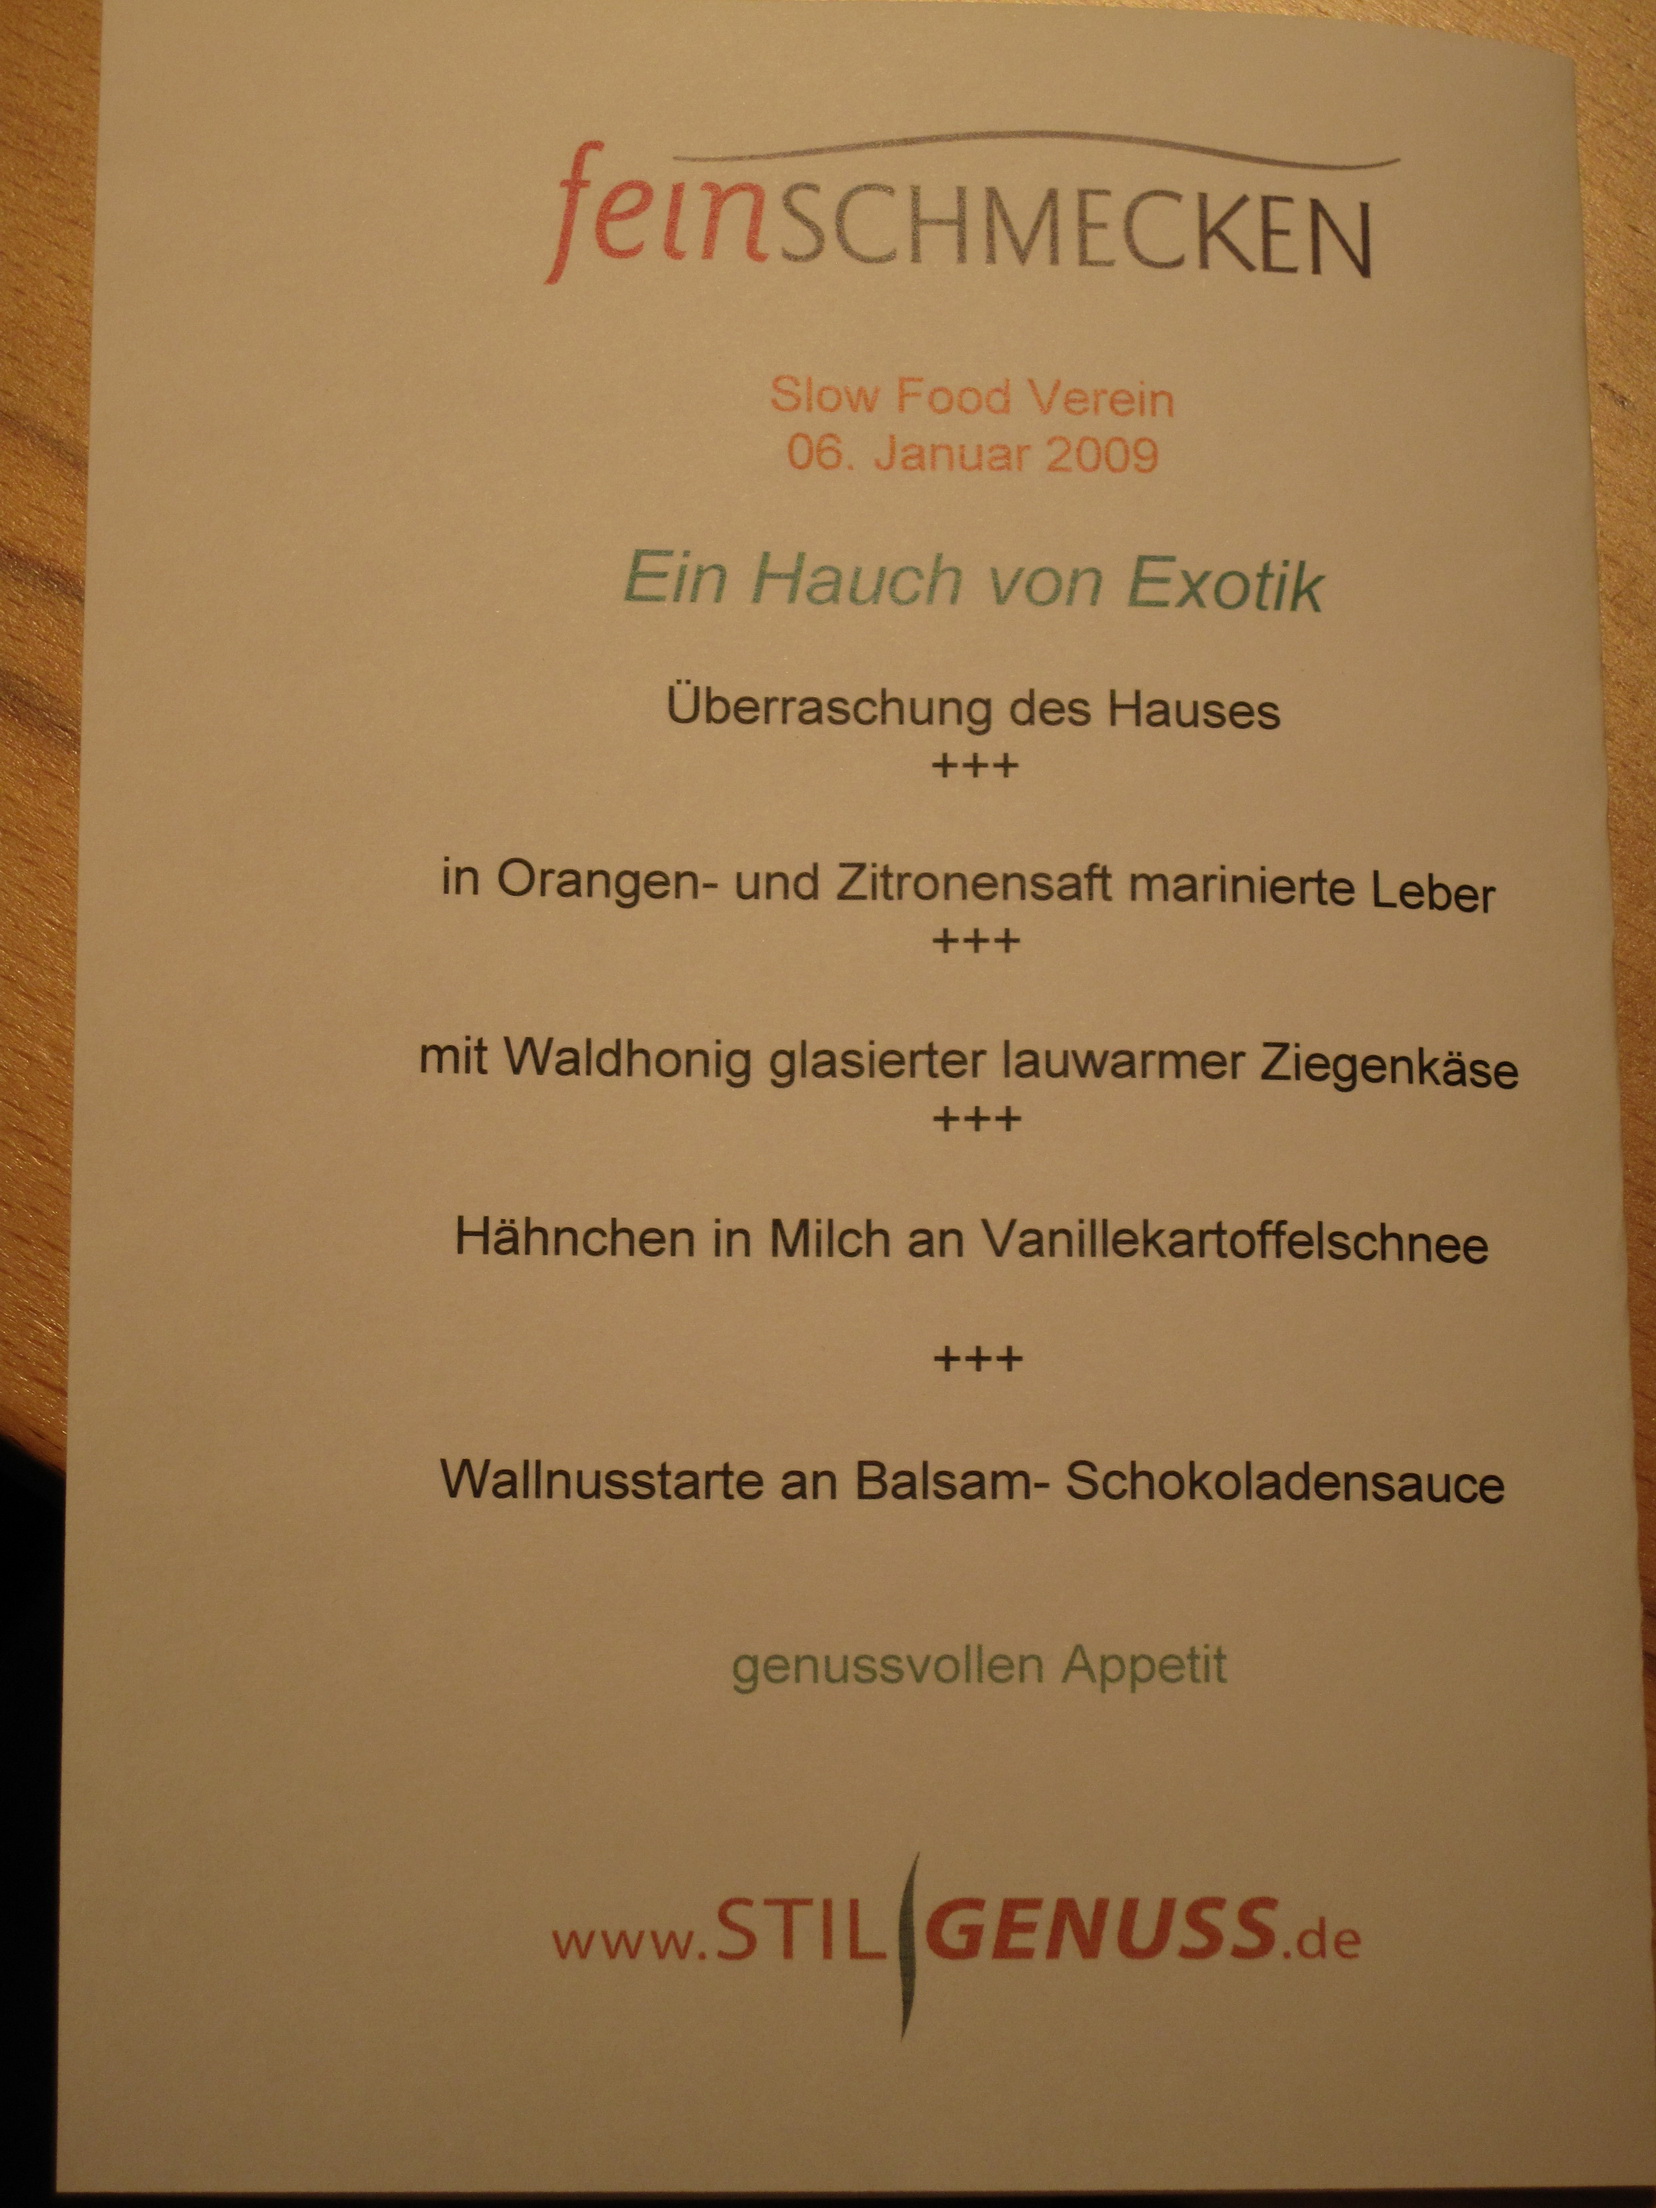 feinSCHMECKEN
Slow Food Verein
06. Januar 2009
Ein Hauch von Exotik
Überraschung des Hauses
+++
in Orangen- und Zitronensaft marinierte Leber
+++
mit Waldhonig glasierter lauwarmer Ziegenkäse
+++
Hähnchen in Milch an Vanillekartoffelschnee
+++
Wallnusstarte an Balsam- Schokoladensauce
genussvollen Appetit
www.STILGENUSS.de